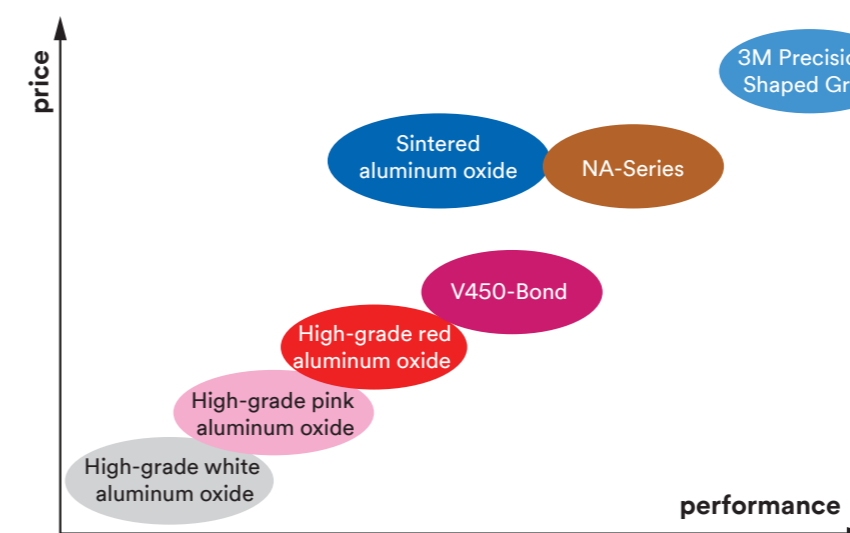 price
3M Precisio
Shaped Gr
Sintered
aluminum oxide
NA-Series
V450-Bond
High-grade red
aluminum oxide
High-grade pink
aluminum oxide
High-grade white
aluminum oxide
performance